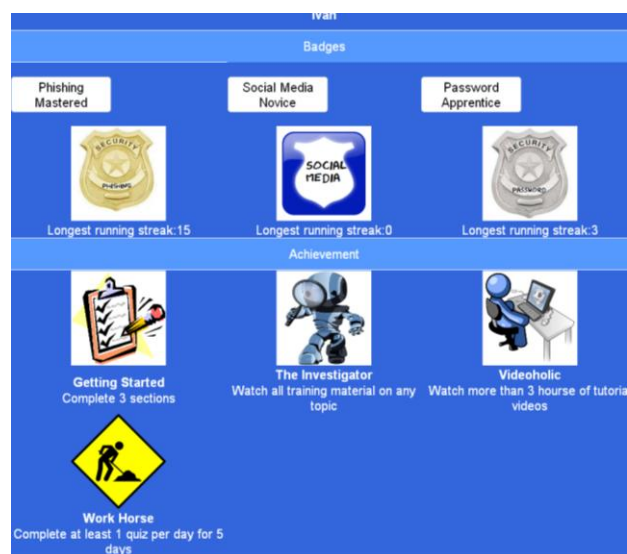 Ivan
Badges
Phishing
Mastered
Social Media
Novice
Password
Apprentice
SECURITY
PHISHING
SOCIAL
MEDIA
SECURITY
PASSWORD
Longest running streak:15
Longest running streak:0
Longest running streak:3
Achievement
Getting Started
Complete 3 sections
The Investigator
Watch all training material on any
topic
Videoholic
Watch more than 3 hourse of tutoria
videos
Work Horse
Complete at least 1 quiz per day for 5
days